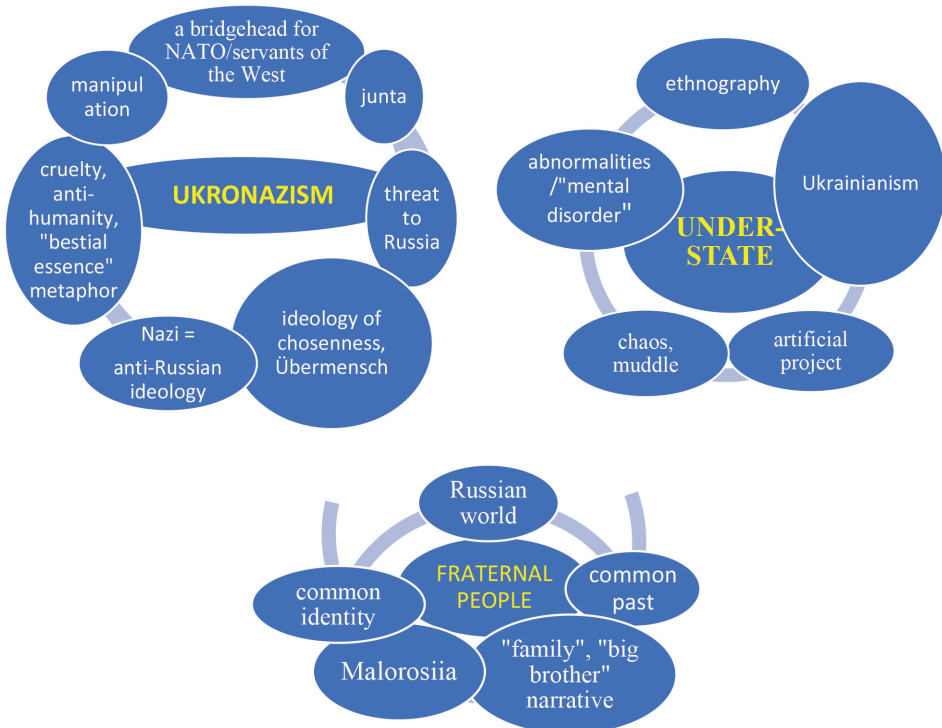 a bridgehead for
NATO/servants of
the West
manipul
ation
junta
cruelty,
anti-
humanity,
"bestial
essence"
metaphor
UKRONAZISM
threat
to
Russia
Nazi =
anti-Russian
ideology
ideology of
chosenness,
Übermensch
ethnography
abnormalities
/"mental
disorder"
Ukrainianism
UNDER-
STATE
chaos,
muddle
artificial
project
Russian
world
FRATERNAL
PEOPLE
common
identity
common
past
Malorosiia
"family", "big
brother"
narrative